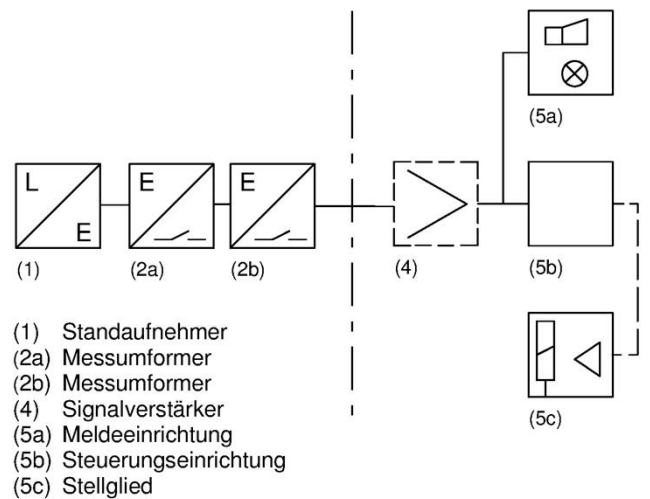 (5a)
L
E
E
E
(1)
(2a)
(2b)
(4)
(5b)
(5c)
(1) Standaufnehmer
(2a) Messumformer
(2b) Messumformer
(4) Signalverstärker
(5a) Meldeeinrichtung
(5b) Steuerungseinrichtung
(5c) Stellglied